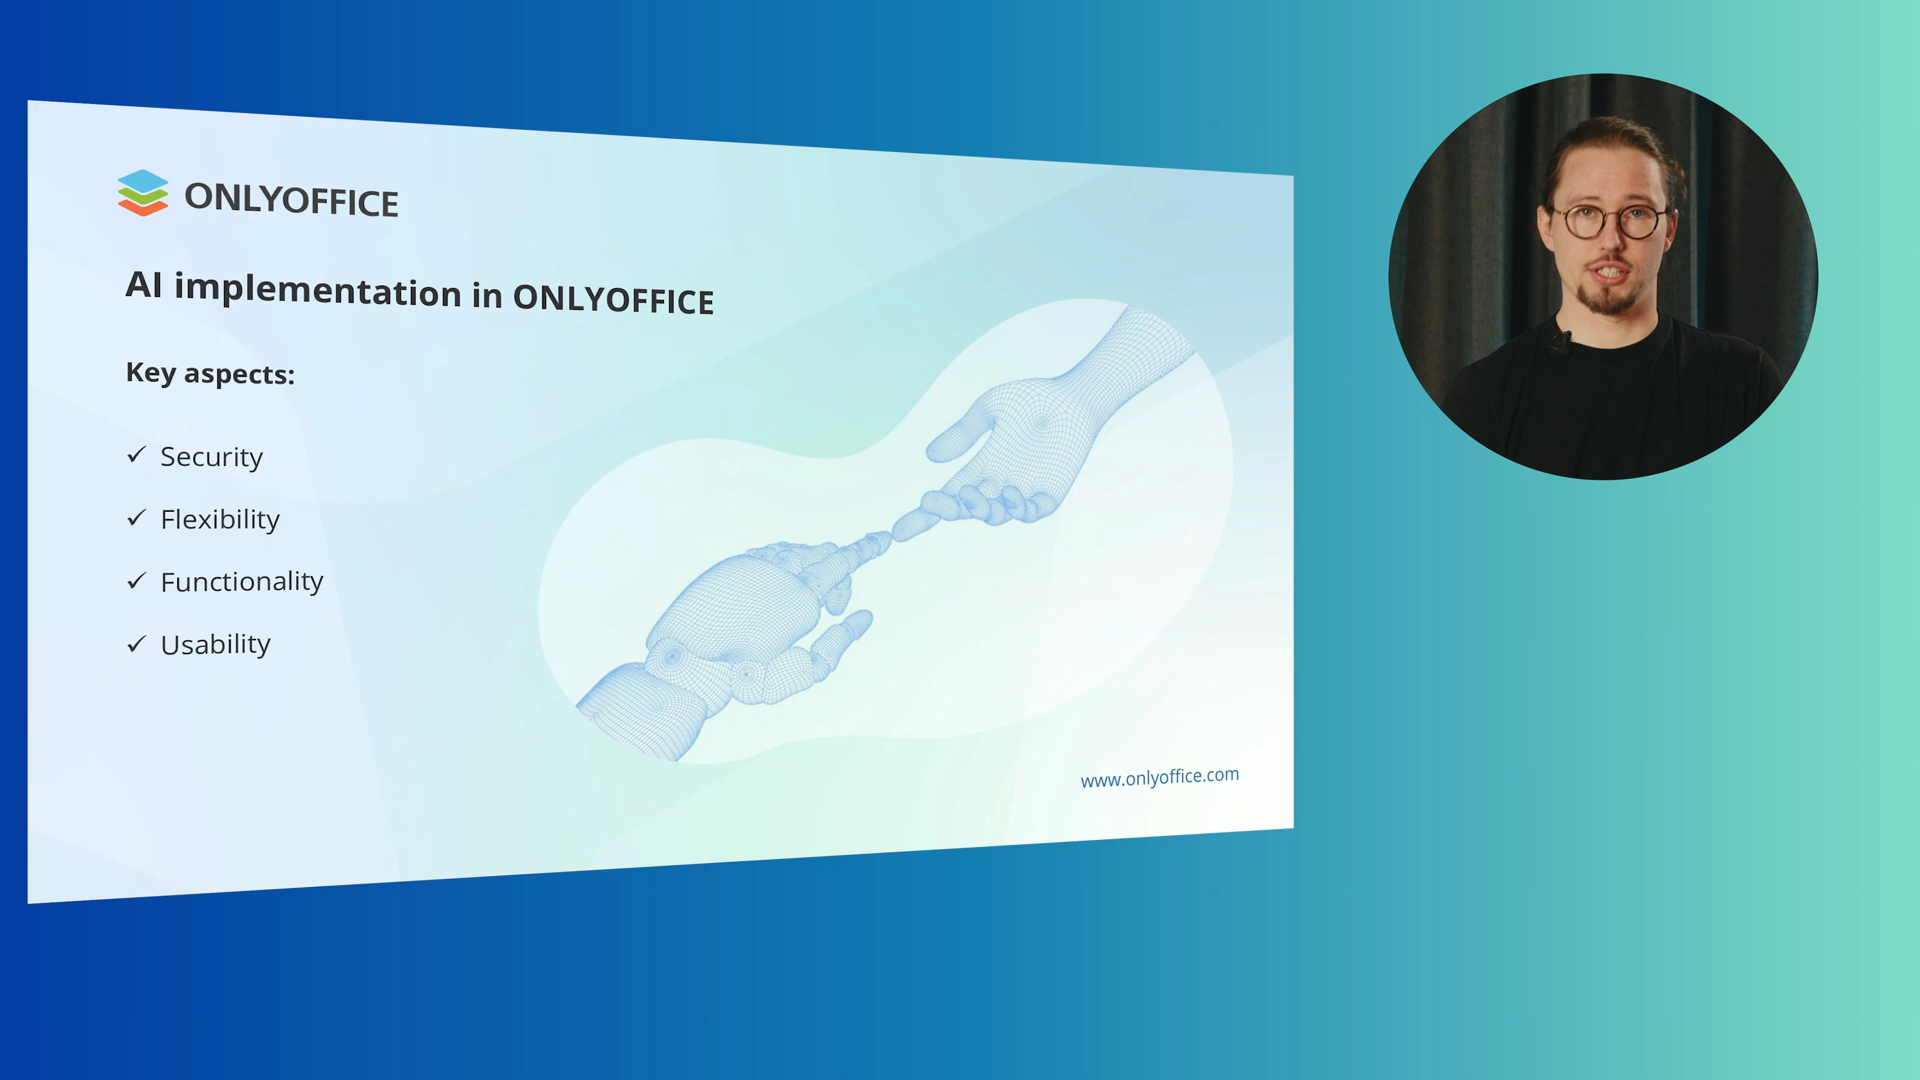 ONLYOFFICE
AI implementation in ONLYOFFICE
Key aspects:
✓ Security
✓ Flexibility
✓ Functionality
✓ Usability
www.onlyoffice.com